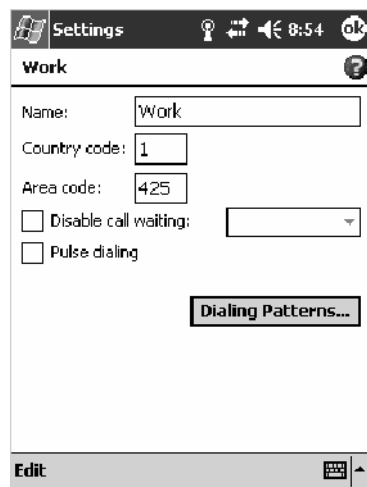 Settings 8:54 ok
Work ?
Name: Work
Country code: 1
Area code: 425
Disable call waiting:
Pulse dialing
Dialing Patterns...
Edit